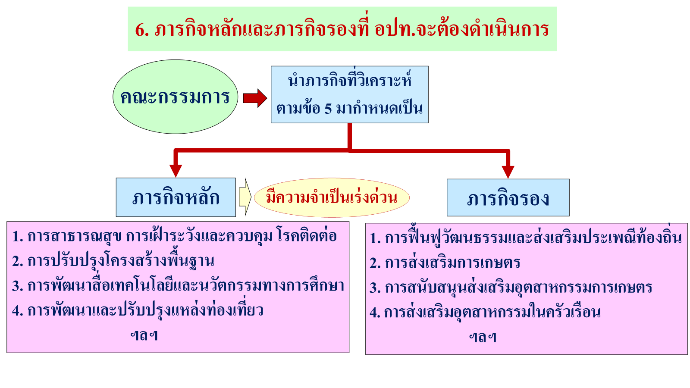 6. ภารกิจหลักและภารกิจรองที่ อปท.จะต้องดำเนินการ
คณะกรรมการ
นำภารกิจที่วิเคราะห์
ตามข้อ 5 มากำหนดเป็น
ภารกิจหลัก
มีความจำเป็นเร่งด่วน
ภารกิจรอง
1. การสาธารณสุข การเฝ้าระวังและควบคุม โรคติดต่อ
2. การปรับปรุงโครงสร้างพื้นฐาน
3. การพัฒนาสื่อเทคโนโลยีและนวัตกรรมทางการศึกษา
4. การพัฒนาและปรับปรุงแหล่งท่องเที่ยว
ฯลฯ
1. การฟื้นฟูวัฒนธรรมและส่งเสริมประเพณีท้องถิ่น
2. การส่งเสริมการเกษตร
3. การสนับสนุนส่งเสริมอุตสาหกรรมการเกษตร
4. การส่งเสริมอุตสาหกรรมในครัวเรือน
ฯลฯ